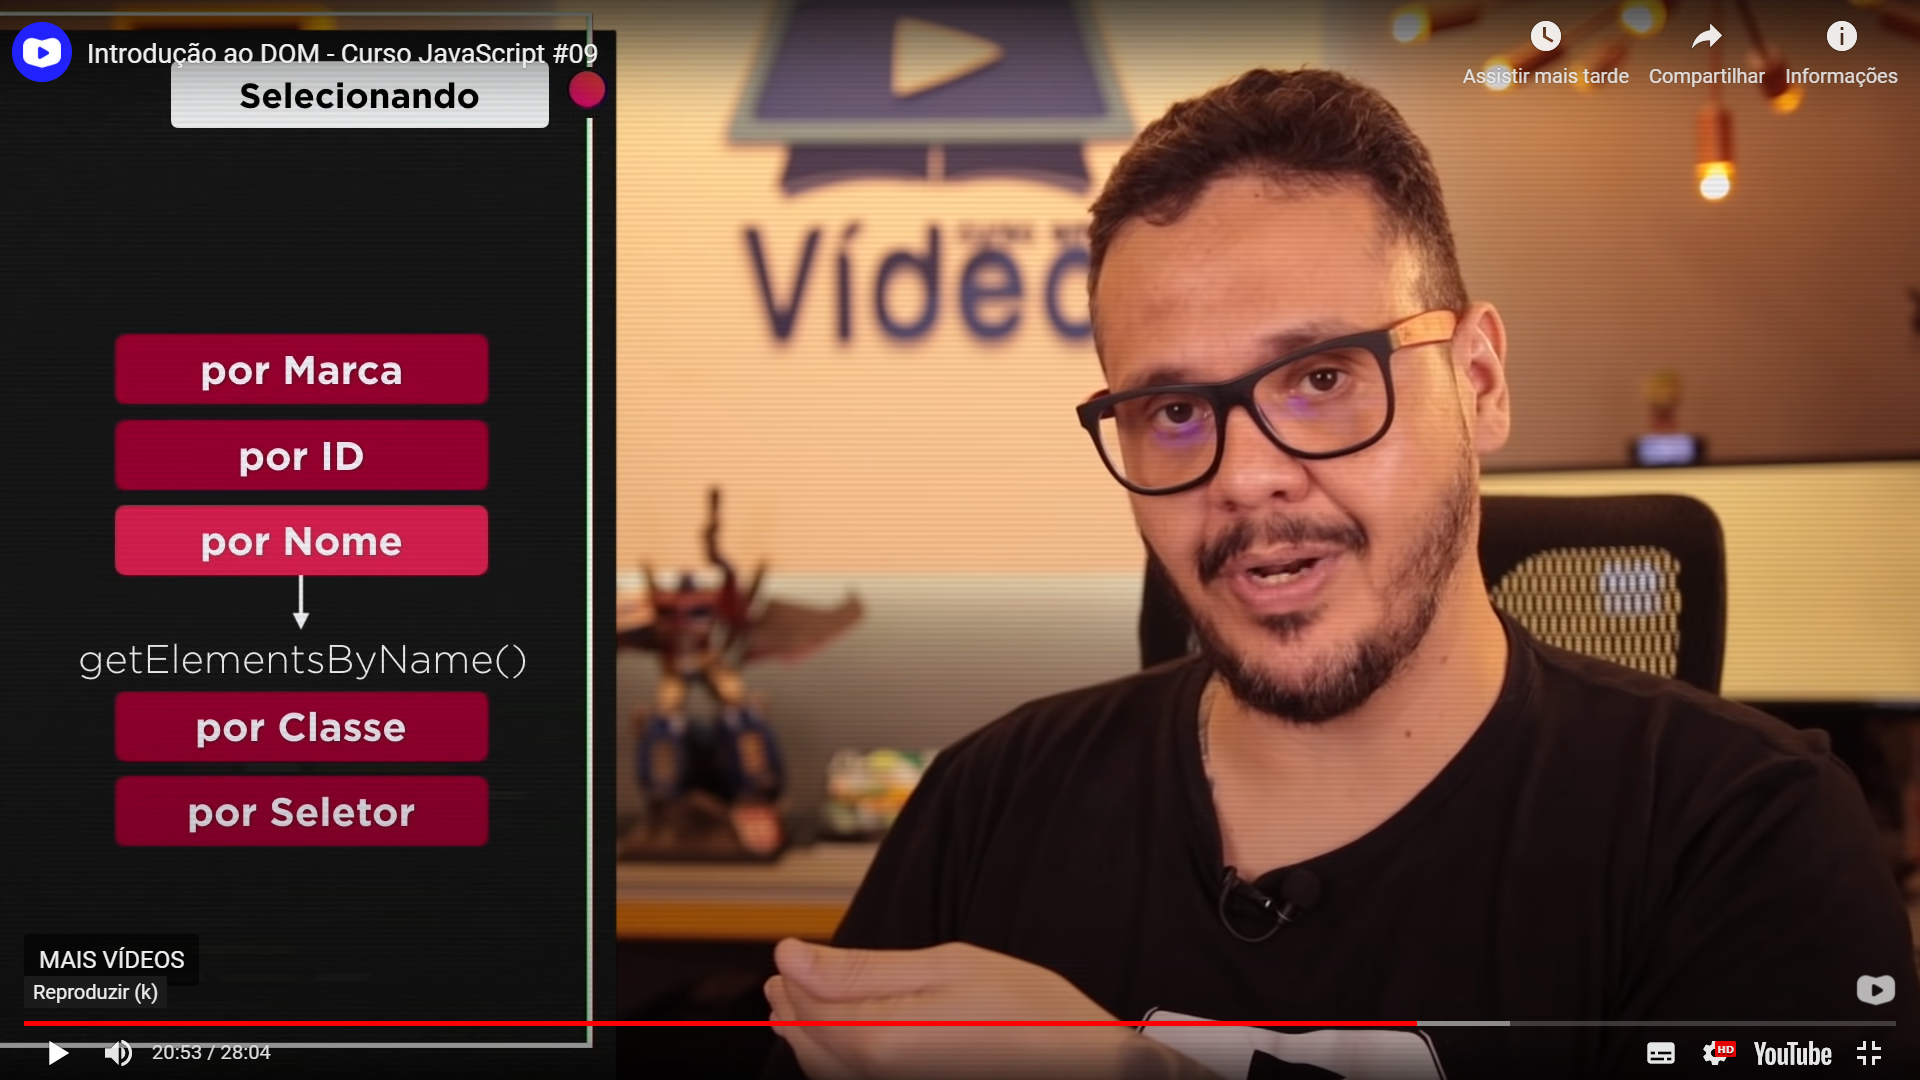 Introdução ao DOM - Curso JavaScript #09
Assistir mais tarde
Compartilhar
Informações
Selecionando
Vídeo
por Marca
por ID
por Nome
getElementsByName()
por Classe
por Seletor
MAIS VÍDEOS
Reproduzir (k)
20:53 / 28:04
HD
YouTube